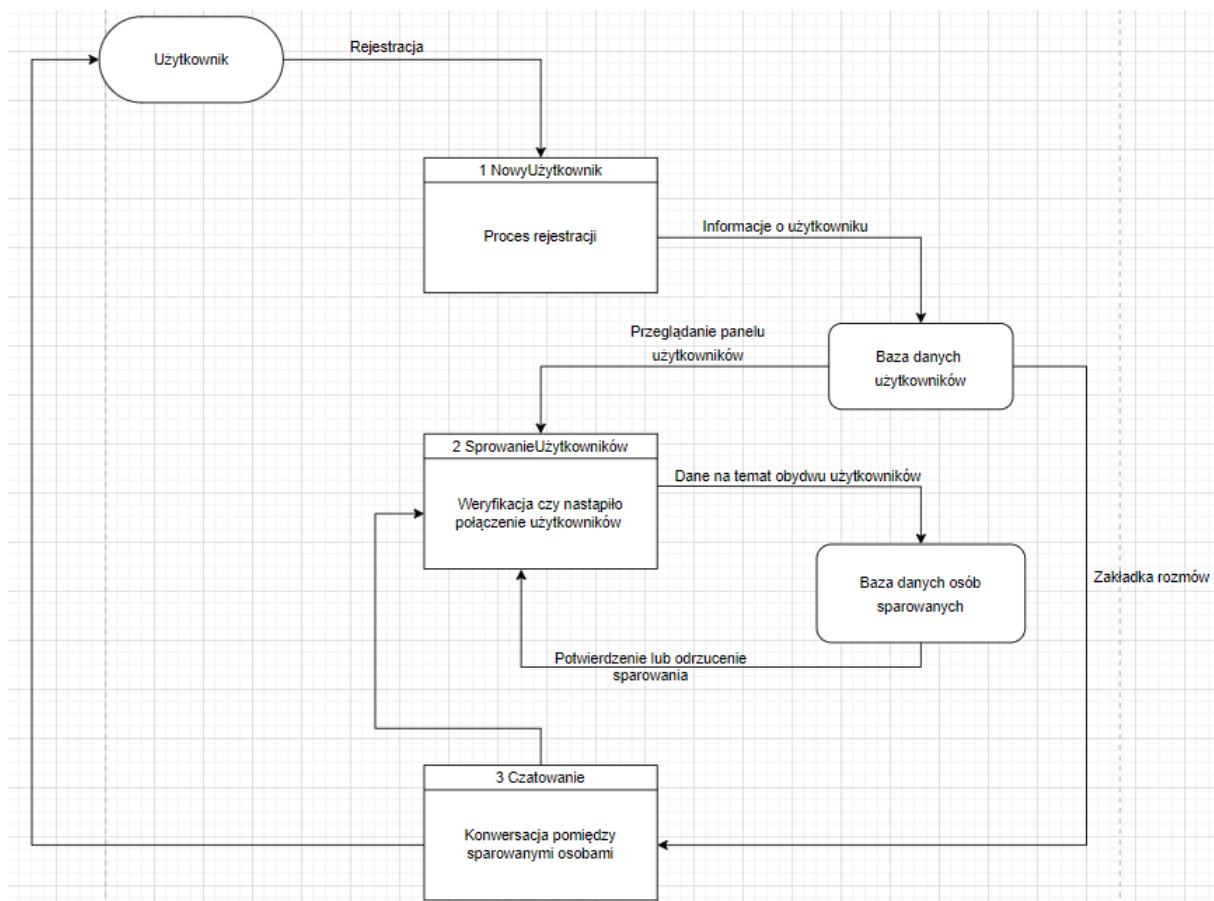 Użytkownik
Rejestracja
1 NowyUżytkownik
Proces rejestracji
Informacje o użytkowniku
Baza danych
użytkowników
Przeglądanie panelu
użytkowników
2 SprowanieUżytkowników
Weryfikacja czy nastąpiło
połączenie użytkowników
Dane na temat obydwu użytkowników
Baza danych osób
sparowanych
Zakładka rozmów
Potwierdzenie lub odrzucenie
sparowania
3 Czatowanie
Konwersacja pomiędzy
sparowanymi osobami